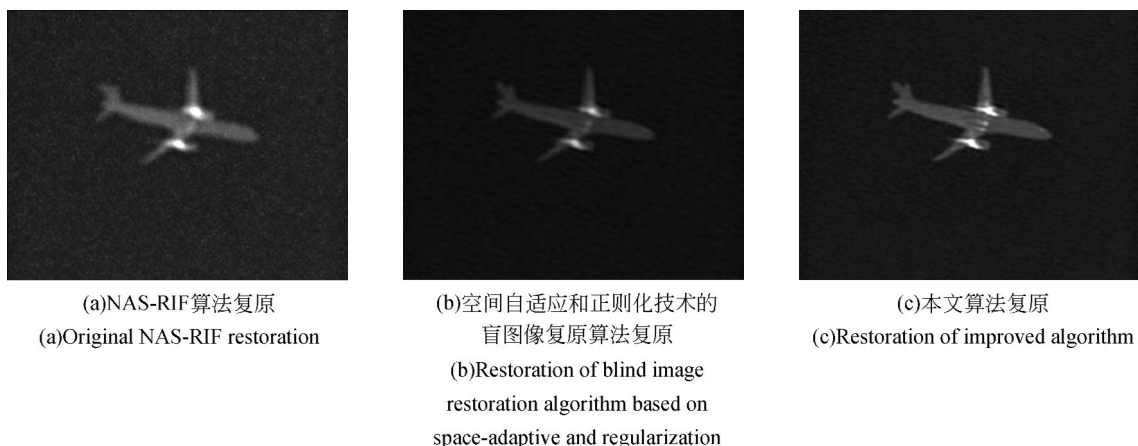 (a)NAS-RIF算法复原
(a)Original NAS-RIF restoration
(b)空间自适应和正则化技术的
盲图像复原算法复原
(b)Restoration of blind image
restoration algorithm based on
space-adaptive and regularization
(c)本文算法复原
(c)Restoration of improved algorithm